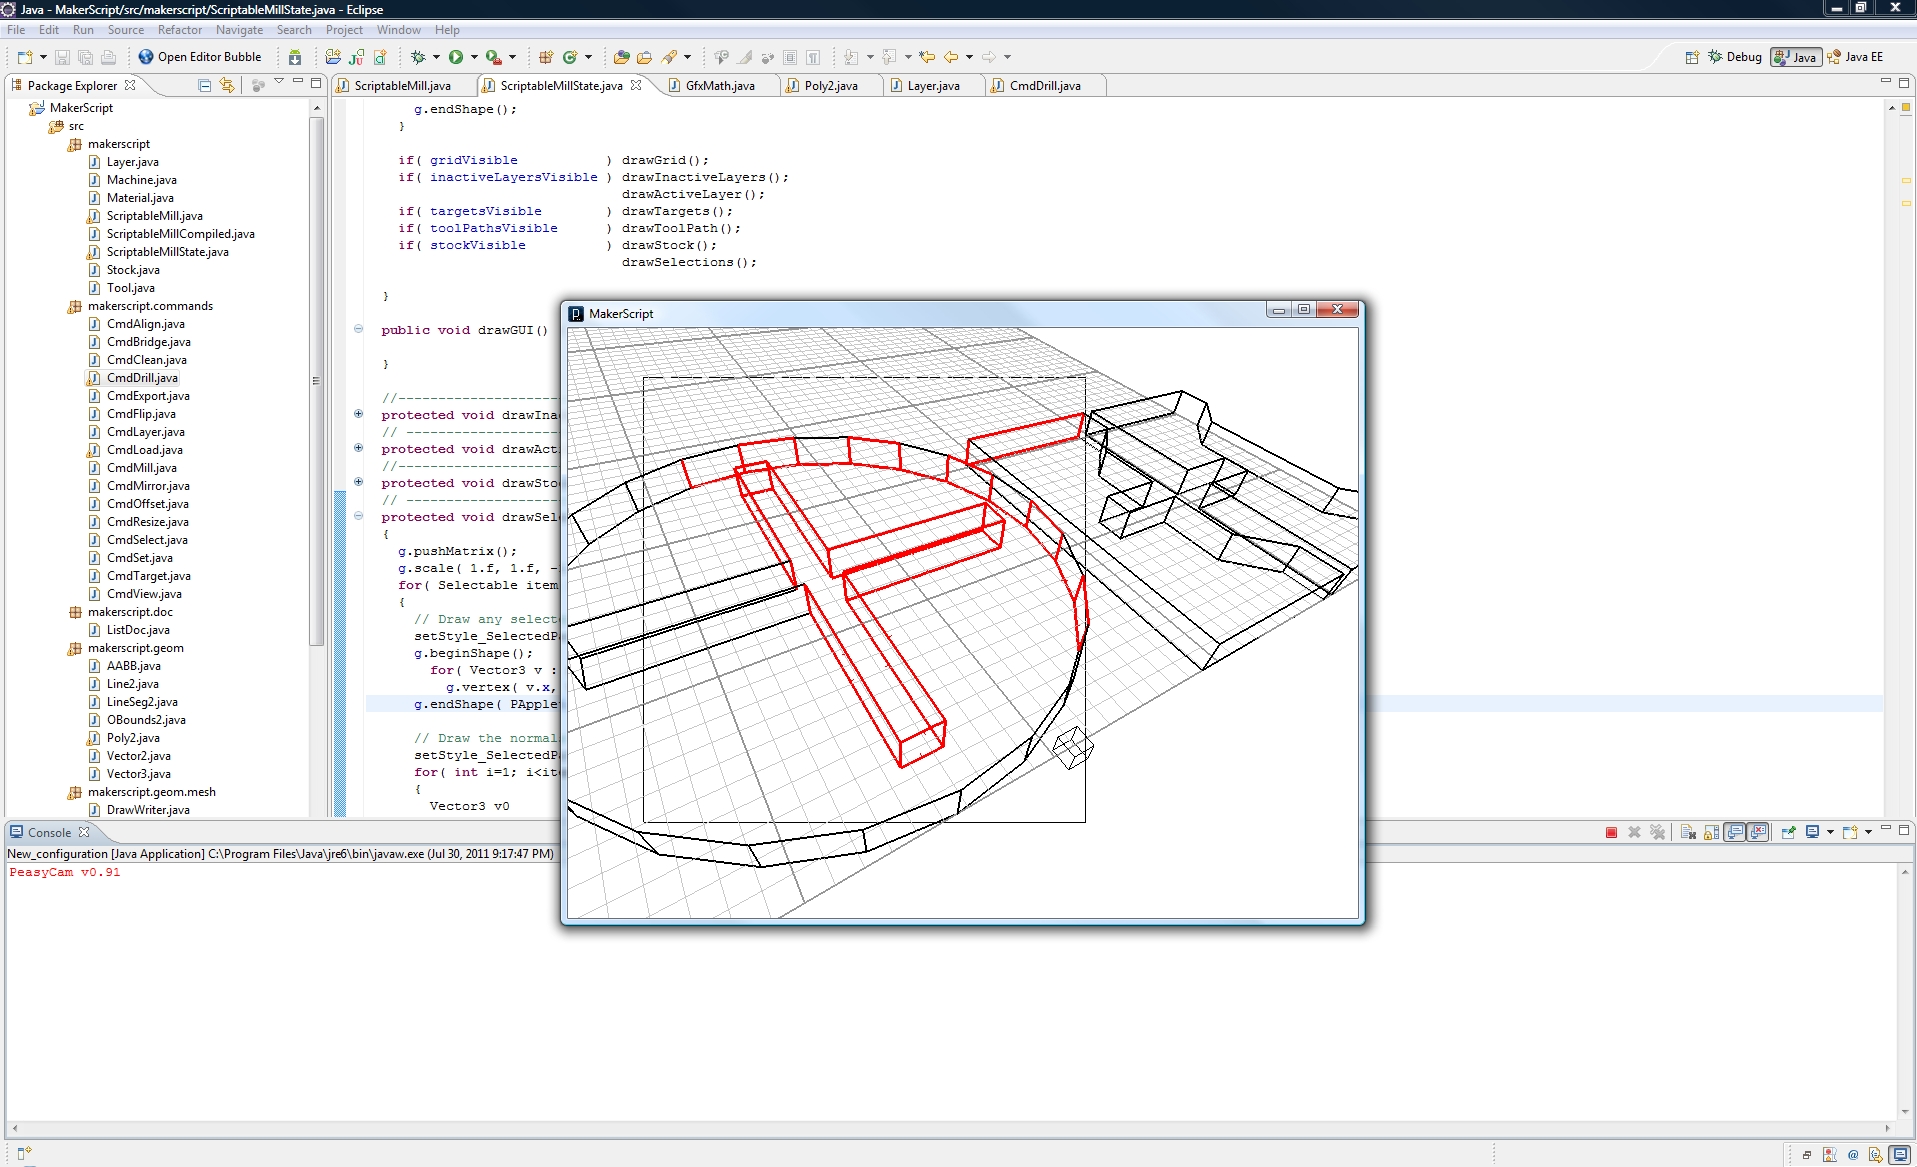 Java - MakerScript/src/makerscript/ScriptableMillState.java - Eclipse
File Edit Run Source Refactor Navigate Search Project Window Help
Open Editor Bubble
Debug Java Java EE
Package Explorer
ScriptableMill.java ScriptableMillState.java GfxMath.java Poly2.java Layer.java CmdDrill.java
MakerScript
src
makerscript
Layer.java
Machine.java
Material.java
ScriptableMill.java
ScriptableMillCompiled.java
ScriptableMillState.java
Stock.java
Tool.java
makerscript.commands
CmdAlign.java
CmdBridge.java
CmdClean.java
CmdDrill.java
CmdExport.java
CmdFlip.java
CmdLayer.java
CmdLoad.java
CmdMill.java
CmdMirror.java
CmdOffset.java
CmdResize.java
CmdSelect.java
CmdSet.java
CmdTarget.java
CmdView.java
makerscript.doc
ListDoc.java
makerscript.geom
AABB.java
Line2.java
LineSeg2.java
OBounds2.java
Poly2.java
Vector2.java
Vector3.java
makerscript.geom.mesh
DrawWriter.java
g.endShape();
}
if( gridVisible ) drawGrid();
if( inactiveLayersVisible ) drawInactiveLayers();
drawActiveLayer();
if( targetsVisible ) drawTargets();
if( toolPathsVisible ) drawToolPath();
if( stockVisible ) drawStock();
drawSelections();
}
public void drawGUI()
}
//--------------------
protected void drawIna
// -------------------
protected void drawAct
//--------------------
protected void drawSto
// -------------------
protected void drawSel
{
g.pushMatrix();
g.scale( 1.f, 1.f, -
for( Selectable item
{
// Draw any select
setStyle_SelectedP
g.beginShape();
for( Vector3 v :
g.vertex( v.x,
g.endShape( PApple
// Draw the normal
setStyle_SelectedP
for( int i=1; i<it
{
Vector3 v0
MakerScript
Console
New_configuration [Java Application] C:\Program Files\Java\jre6\bin\javaw.exe (Jul 30, 2011 9:17:47 PM)
PeasyCam v0.91